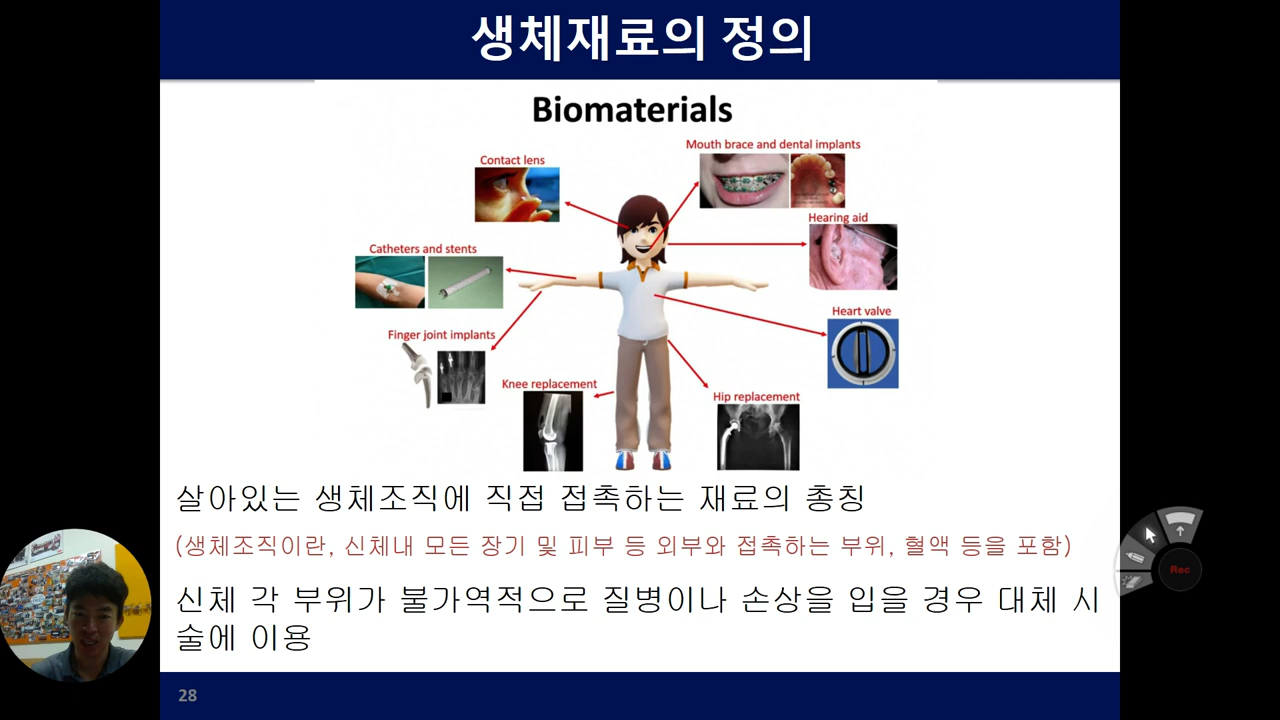 생체재료의 정의
Biomaterials
Mouth brace and dental implants
Contact lens
Hearing aid
Catheters and stents
Heart valve
Finger joint implants
Knee replacement
Hip replacement
살아있는 생체조직에 직접 접촉하는 재료의 총칭
(생체조직이란, 신체내 모든 장기 및 피부 등 외부와 접촉하는 부위, 혈액 등을 포함)
신체 각 부위가 불가역적으로 질병이나 손상을 입을 경우 대체 시
술에 이용
Rec
28